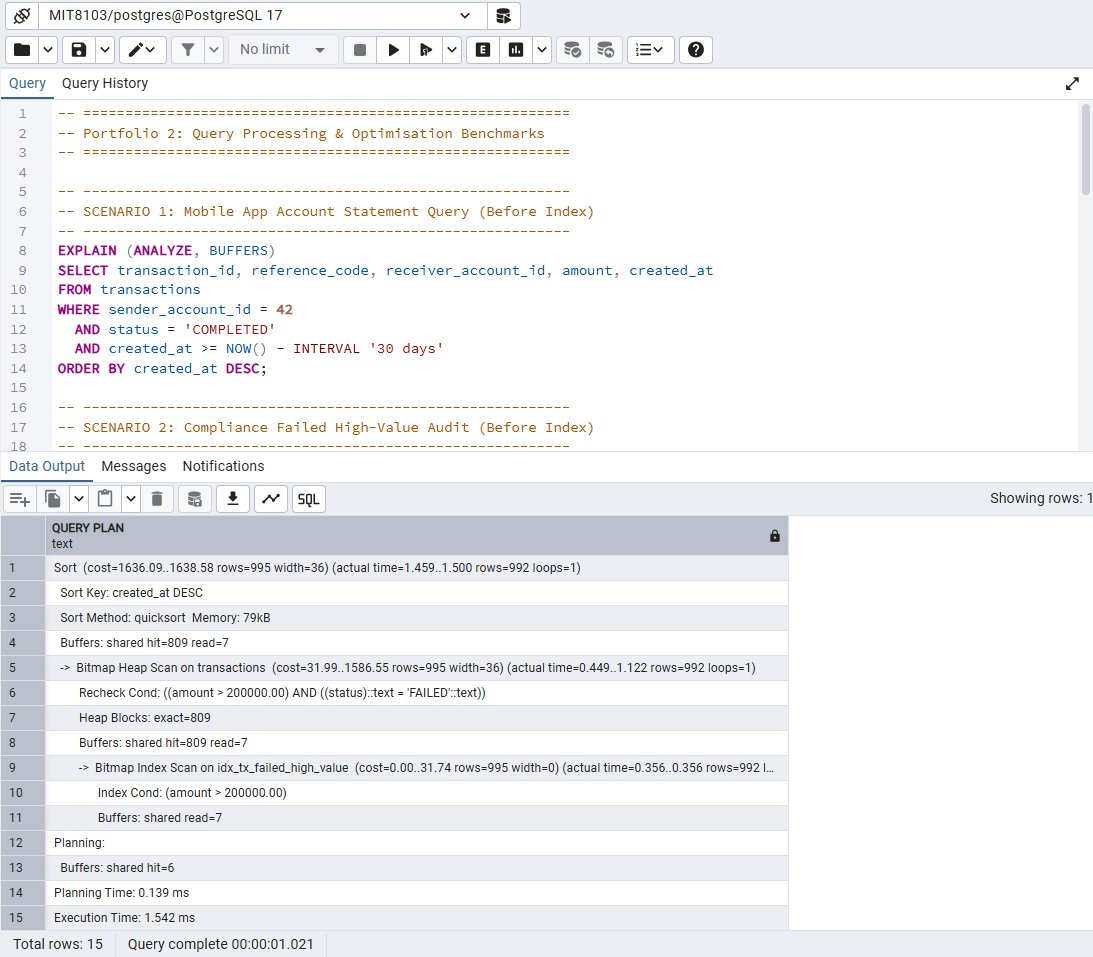 MIT8103/postgres@PostgreSQL 17
No limit
E
Query Query History
1 -- ==========================================================
2 -- Portfolio 2: Query Processing & Optimisation Benchmarks
3 -- ==========================================================
4
5 -- ----------------------------------------------------------
6 -- SCENARIO 1: Mobile App Account Statement Query (Before Index)
7 -- ----------------------------------------------------------
8 EXPLAIN (ANALYZE, BUFFERS)
9 SELECT transaction_id, reference_code, receiver_account_id, amount, created_at
10 FROM transactions
11 WHERE sender_account_id = 42
12 AND status = 'COMPLETED'
13 AND created_at >= NOW() - INTERVAL '30 days'
14 ORDER BY created_at DESC;
15
16 -- ----------------------------------------------------------
17 -- SCENARIO 2: Compliance Failed High-Value Audit (Before Index)
18 -- ----------------------------------------------------------
Data Output Messages Notifications
SQL
Showing rows: 1
QUERY PLAN
text
1 Sort (cost=1636.09..1638.58 rows=995 width=36) (actual time=1.459..1.500 rows=992 loops=1)
2 Sort Key: created_at DESC
3 Sort Method: quicksort Memory: 79kB
4 Buffers: shared hit=809 read=7
5 -> Bitmap Heap Scan on transactions (cost=31.99..1586.55 rows=995 width=36) (actual time=0.449..1.122 rows=992 loops=1)
6 Recheck Cond: ((amount > 200000.00) AND ((status)::text = 'FAILED'::text))
7 Heap Blocks: exact=809
8 Buffers: shared hit=809 read=7
9 -> Bitmap Index Scan on idx_tx_failed_high_value (cost=0.00..31.74 rows=995 width=0) (actual time=0.356..0.356 rows=992 l...
10 Index Cond: (amount > 200000.00)
11 Buffers: shared read=7
12 Planning:
13 Buffers: shared hit=6
14 Planning Time: 0.139 ms
15 Execution Time: 1.542 ms
Total rows: 15 Query complete 00:00:01.021